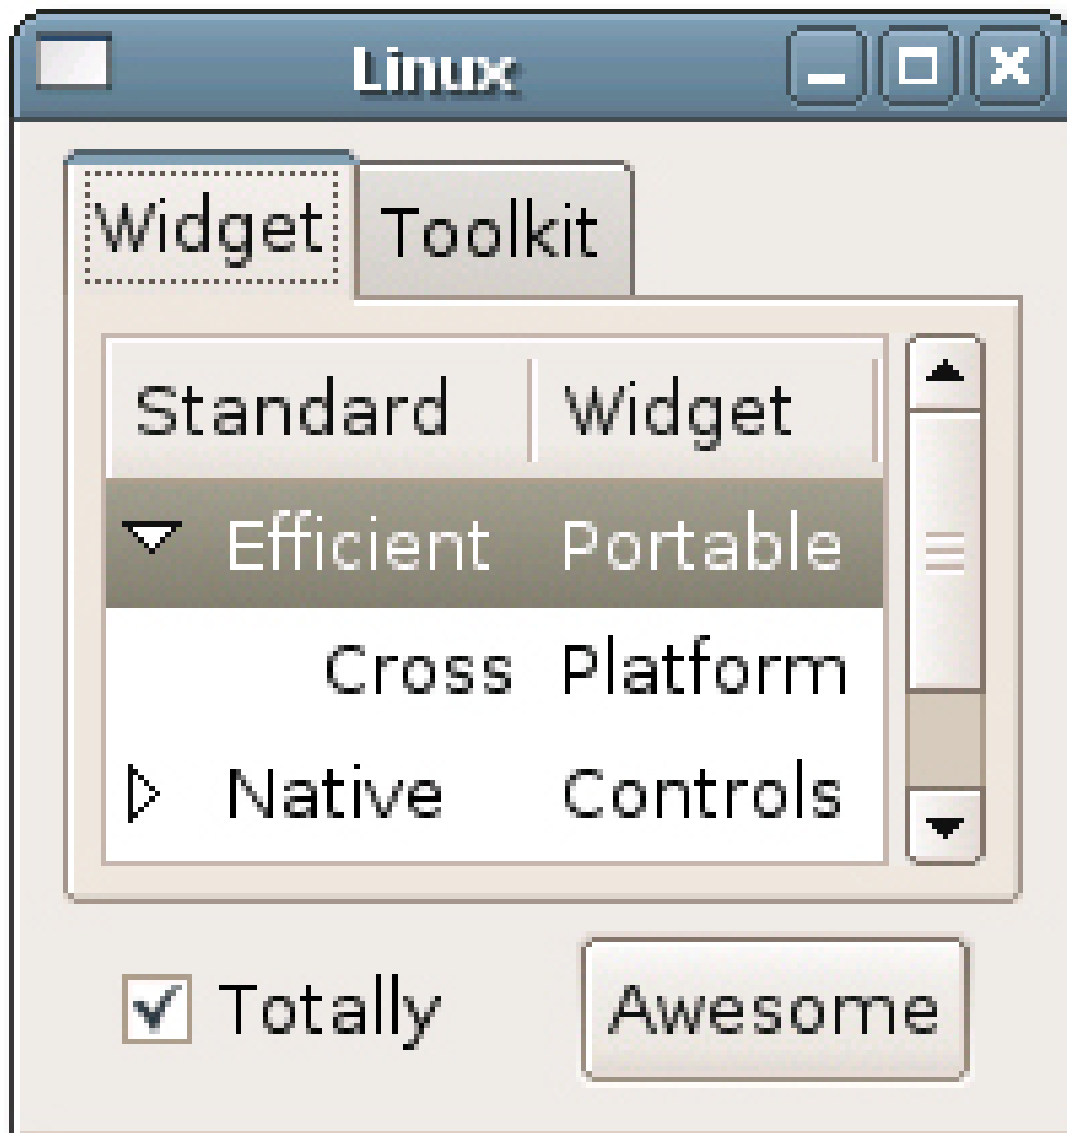 Linux
Widget Toolkit
Standard Widget
Efficient Portable
Cross Platform
Native Controls
Totally Awesome